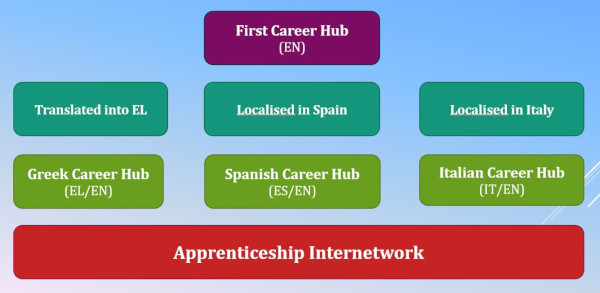 First Career Hub
(EN)
Translated into EL
Localised in Spain
Localised in Italy
Greek Career Hub
(EL/EN)
Spanish Career Hub
(ES/EN)
Italian Career Hub
(IT/EN)
Apprenticeship Internetwork